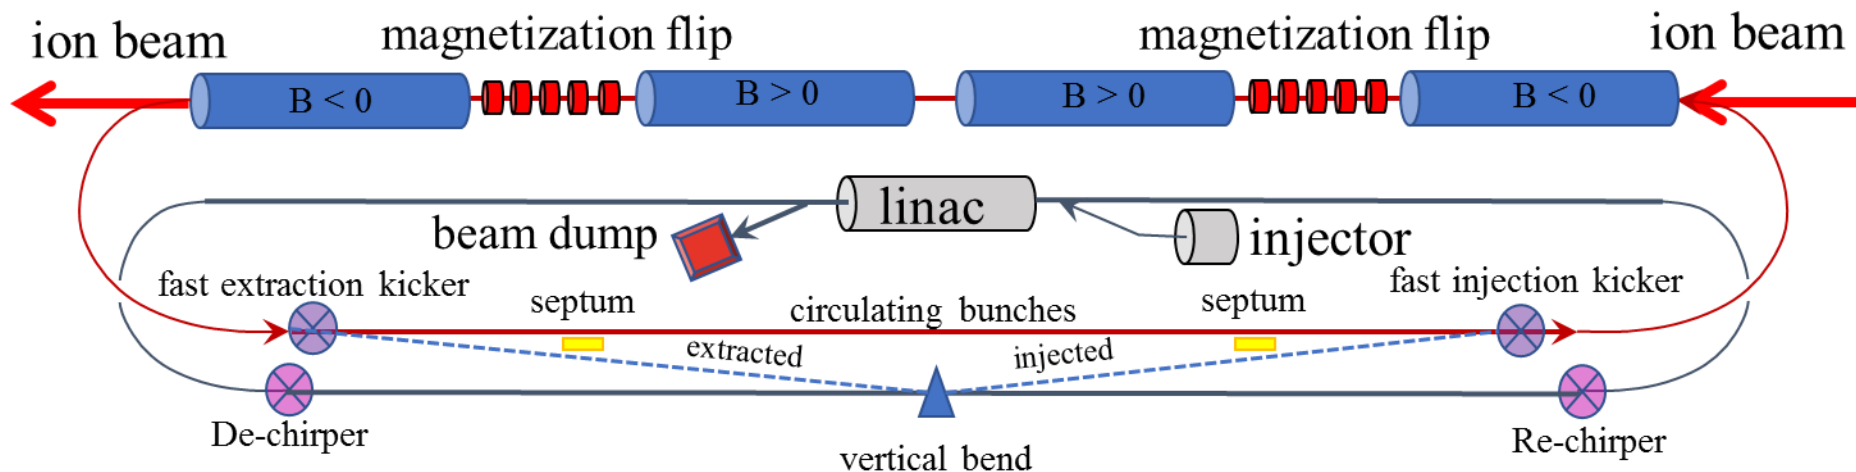 ion beam
magnetization flip
magnetization flip
ion beam
B < 0
B > 0
B > 0
B < 0
linac
beam dump
injector
fast extraction kicker
septum
circulating bunches
septum
fast injection kicker
extracted
injected
De-chirper
vertical bend
Re-chirper